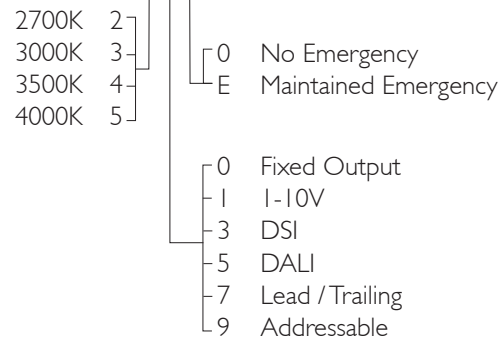 2700K 2
3000K 3
3500K 4
4000K 5
0 No Emergency
E Maintained Emergency
0 Fixed Output
1 1-10V
3 DSI
5 DALI
7 Lead / Trailing
9 Addressable